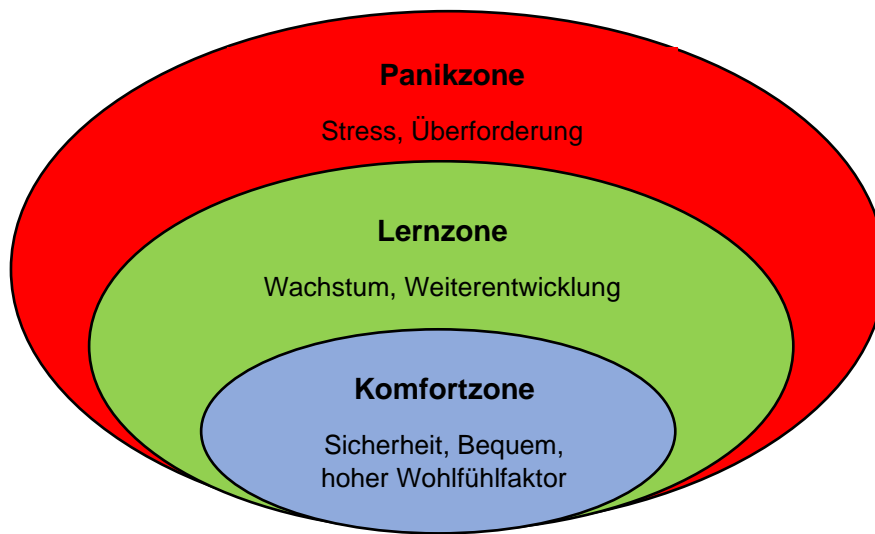 Panikzone
Stress, Überforderung
Lernzone
Wachstum, Weiterentwicklung
Komfortzone
Sicherheit, Bequem,
hoher Wohlfühlfaktor